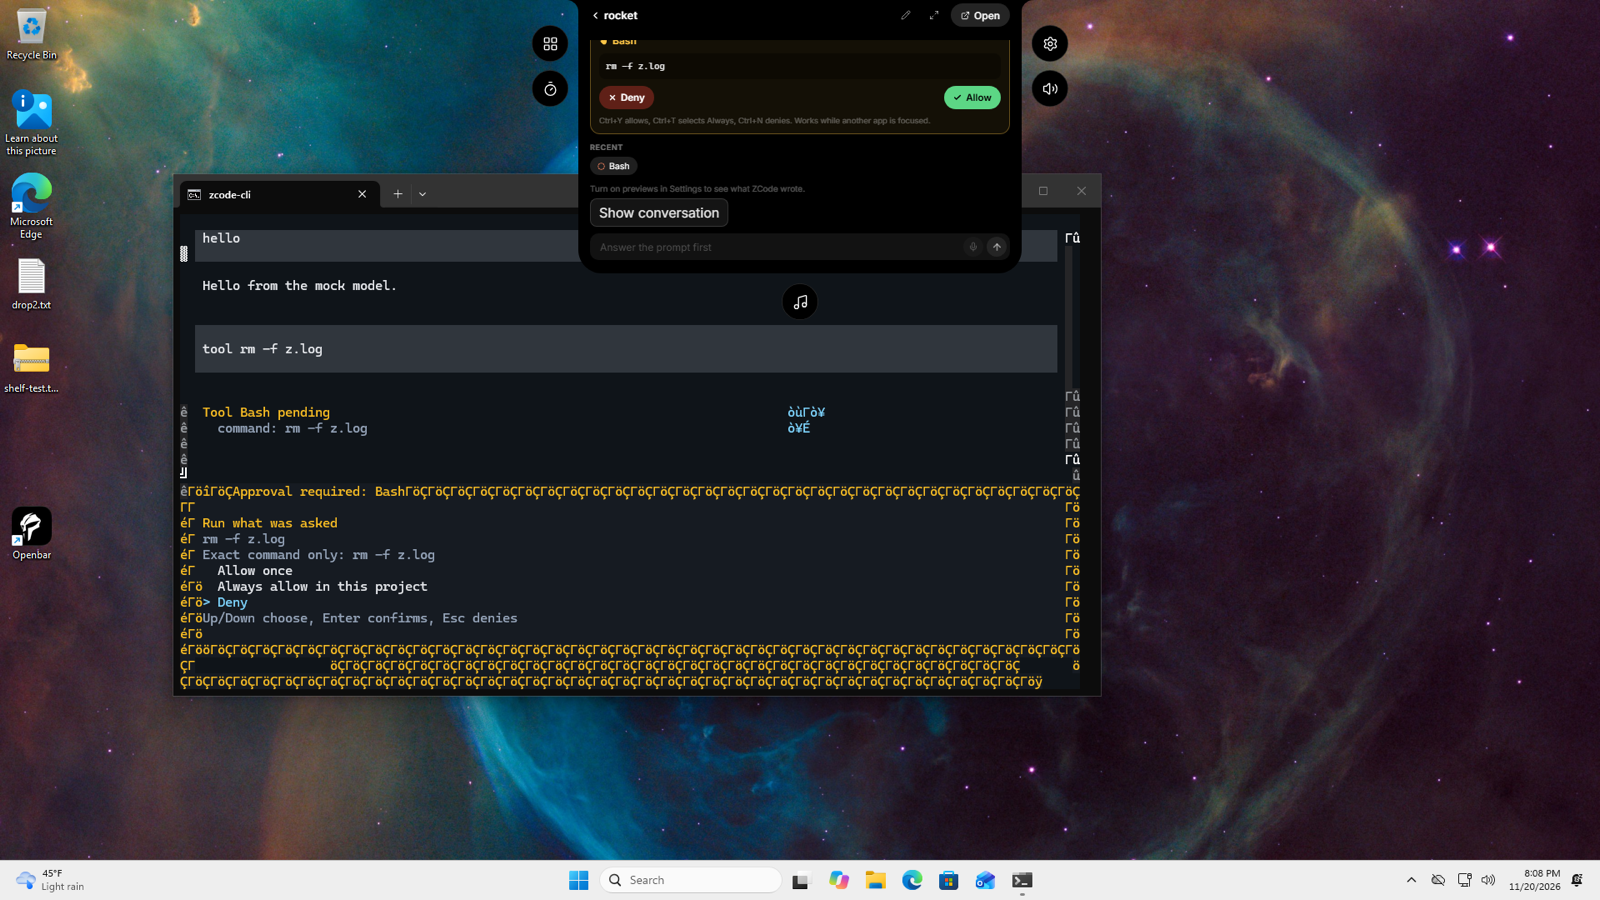 Recycle Bin
Learn about
this picture
Microsoft
Edge
drop2.txt
shelf-test.t...
Openbar
rocket
Open
Bash
rm -f z.log
Deny
Allow
Ctrl+Y allows, Ctrl+T selects Always, Ctrl+N denies. Works while another app is focused.
RECENT
Bash
Turn on previews in Settings to see what ZCode wrote.
Show conversation
Answer the prompt first
zcode-cli
hello
Hello from the mock model.
tool rm -f z.log
Tool Bash pending
command: rm -f z.log
Approval required: Bash
Run what was asked
rm -f z.log
Exact command only: rm -f z.log
Allow once
Always allow in this project
> Deny
Up/Down choose, Enter confirms, Esc denies
45°F
Light rain
Search
8:08 PM
11/20/2026